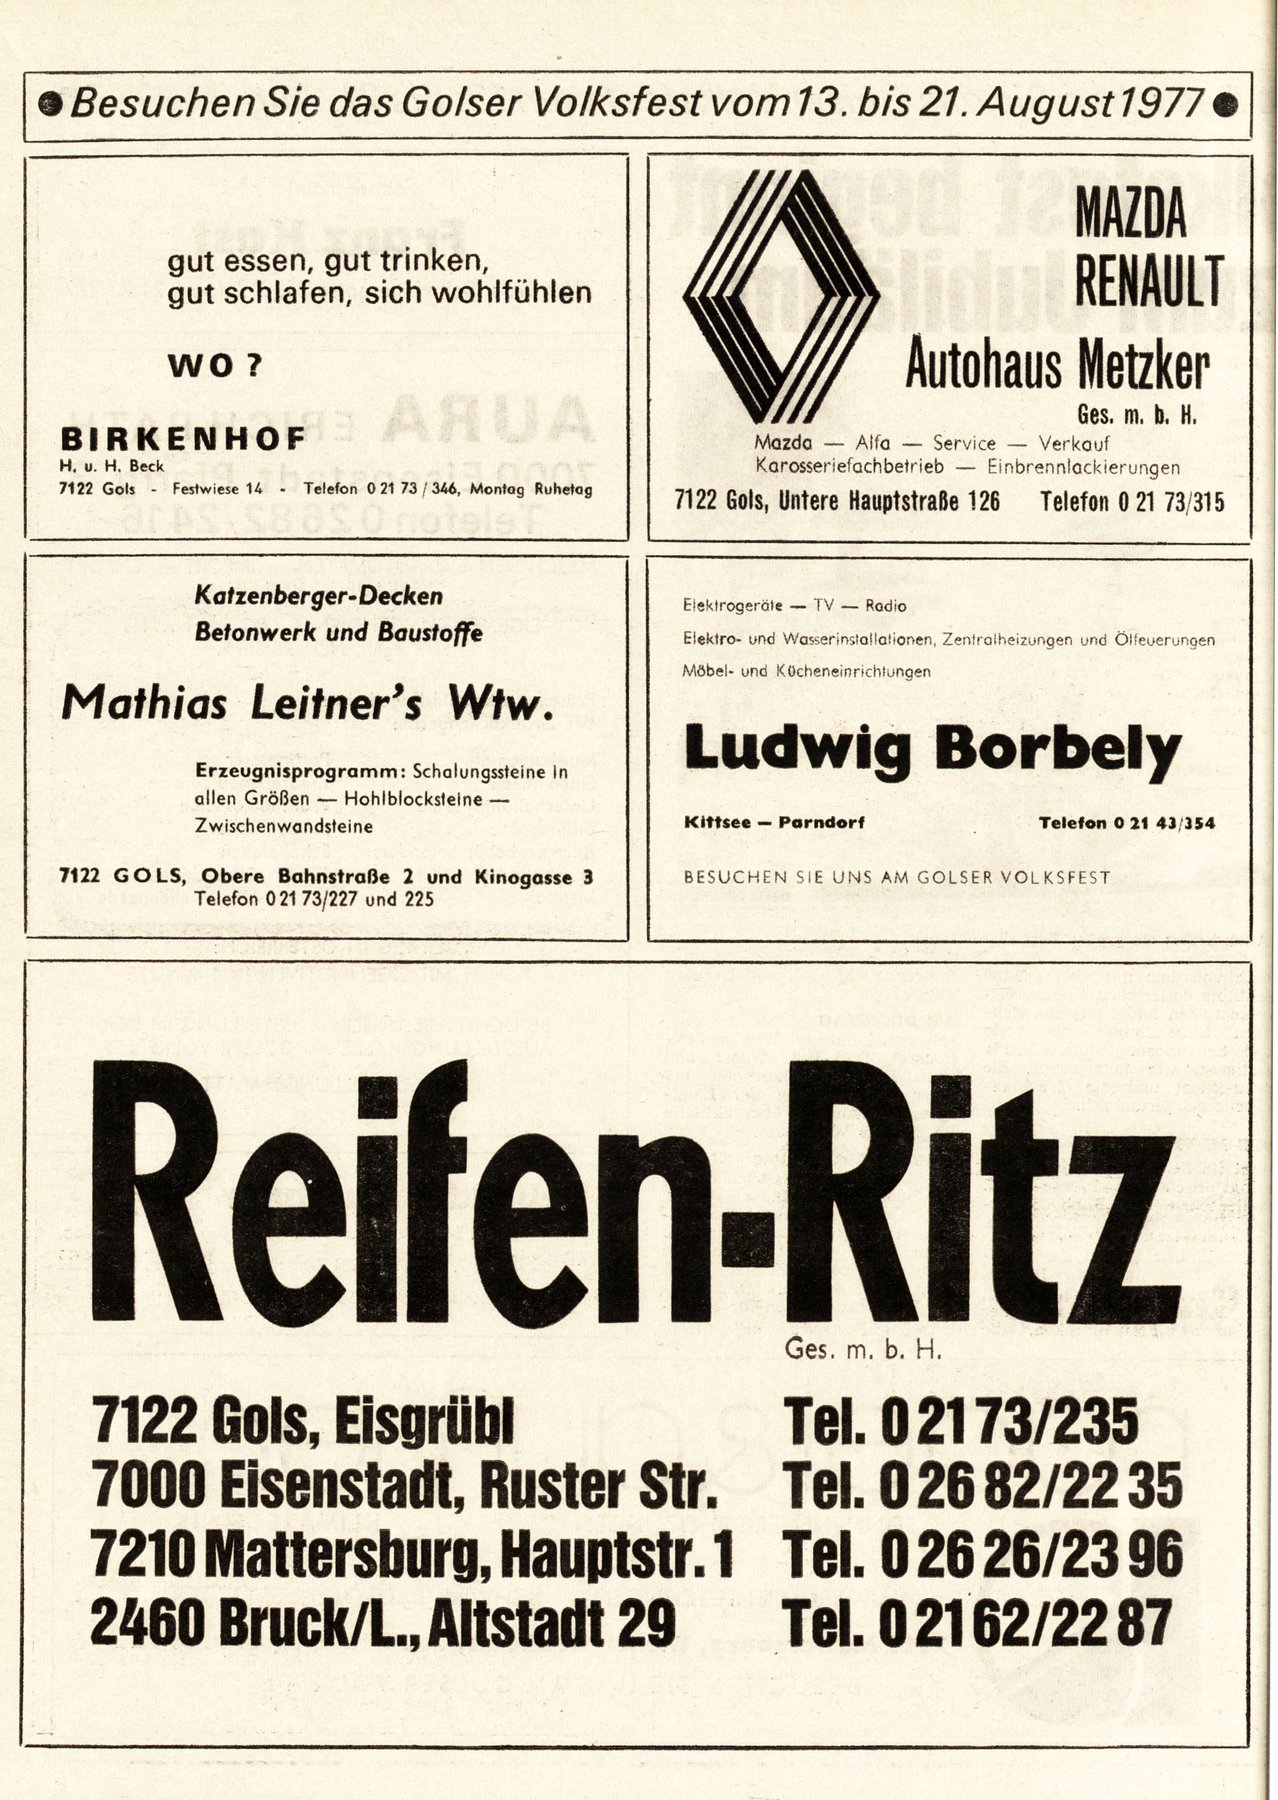 ● Besuchen Sie das Golser Volksfest vom 13. bis 21. August 1977 ●
gut essen, gut trinken,
gut schlafen, sich wohlfühlen
WO ?
BIRKENHOF
H. u. H. Beck
7122 Gols - Festwiese 14 - Telefon 0 21 73 / 346, Montag Ruhetag
MAZDA
RENAULT
Autohaus Metzker
Ges. m. b. H.
Mazda — Alfa — Service — Verkauf
Karosseriefachbetrieb — Einbrennlackierungen
7122 Gols, Untere Hauptstraße 126 Telefon 0 21 73/315
Katzenberger-Decken
Betonwerk und Baustoffe
Mathias Leitner's Wtw.
Erzeugnisprogramm: Schalungssteine in
allen Größen — Hohlblocksteine —
Zwischenwandsteine
7122 GOLS, Obere Bahnstraße 2 und Kinogasse 3
Telefon 0 21 73/227 und 225
Elektrogeräte — TV — Radio
Elektro- und Wasserinstallationen, Zentralheizungen und Ölfeuerungen
Möbel- und Kücheneinrichtungen
Ludwig Borbely
Kittsee — Parndorf Telefon 0 21 43/354
BESUCHEN SIE UNS AM GOLSER VOLKSFEST
Reifen-Ritz
Ges. m. b. H.
7122 Gols, Eisgrübl Tel. 0 21 73/235
7000 Eisenstadt, Ruster Str. Tel. 0 26 82/22 35
7210 Mattersburg, Hauptstr. 1 Tel. 0 26 26/23 96
2460 Bruck/L., Altstadt 29 Tel. 0 21 62/22 87